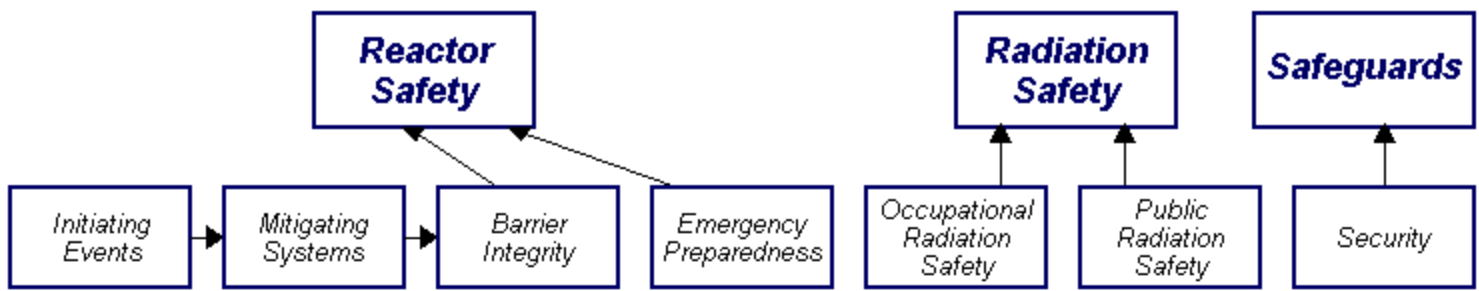 Reactor
Safety
Radiation
Safety
Safeguards
Initiating
Events
Mitigating
Systems
Barrier
Integrity
Emergency
Preparedness
Occupational
Radiation
Safety
Public
Radiation
Safety
Security